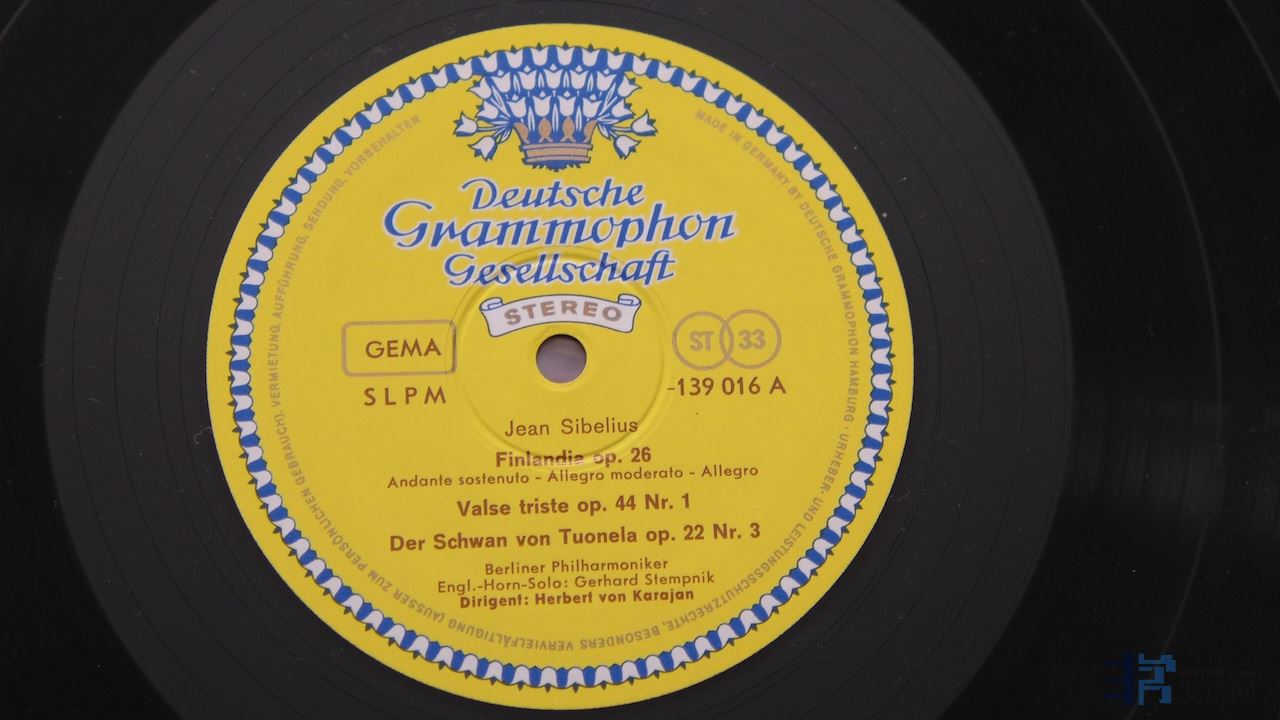 Deutsche
Grammophon
Gesellschaft
STEREO
GEMA
ST 33
SLPM
-139 016 A
Jean Sibelius
Finlandia op. 26
Andante sostenuto - Allegro moderato - Allegro
Valse triste op. 44 Nr. 1
Der Schwan von Tuonela op. 22 Nr. 3
Berliner Philharmoniker
Engl.-Horn-Solo: Gerhard Stempnik
Dirigent: Herbert von Karajan
MADE IN GERMANY BY DEUTSCHE GRAMMOPHON HAMBURG · URHEBER- UND LEISTUNGSSCHUTZRECHTE, BESONDERS VERVIELFÄLTIGUNG (AUSSER ZUM PERSÖNLICHEN GEBRAUCH), VERMIETUNG, AUFFÜHRUNG, SENDUNG, VORBEHALTEN
发烧网